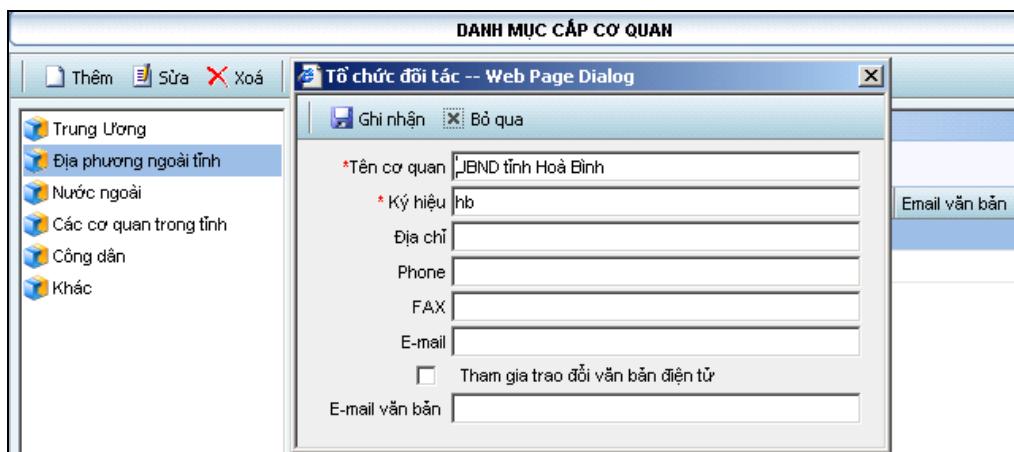 DANH MỤC CẤP CƠ QUAN
Thêm Sửa Xoá
Tổ chức đối tác -- Web Page Dialog
Ghi nhận Bỏ qua
Trung Ương
Địa phương ngoài tỉnh
Nước ngoài
Các cơ quan trong tỉnh
Công dân
Khác
*Tên cơ quan UBND tỉnh Hoà Bình
* Ký hiệu hb
Địa chỉ
Phone
FAX
E-mail
Tham gia trao đổi văn bản điện tử
E-mail văn bản
Email văn bản